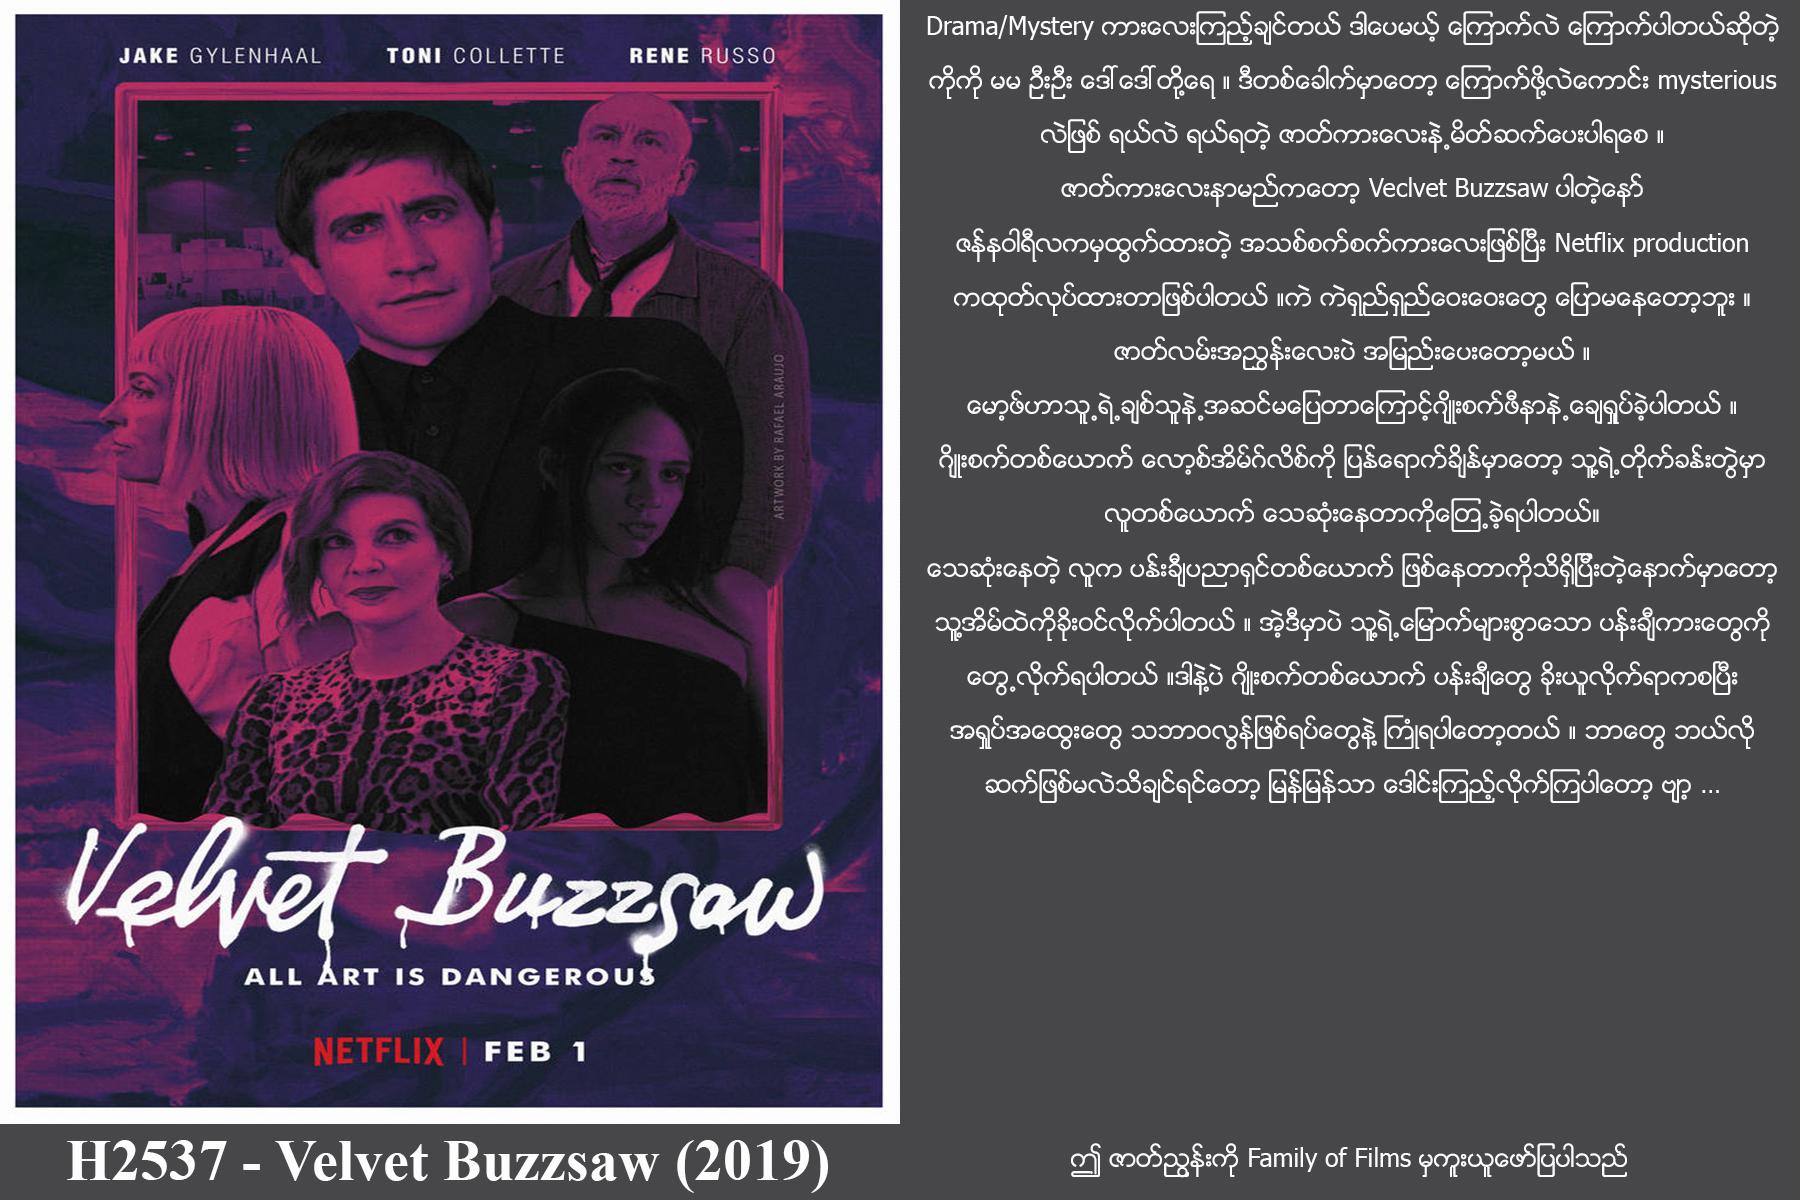 JAKE GYLENHAAL TONI COLLETTE RENE RUSSO
ARTWORK BY RAFAEL ARAUJO
Velvet Buzzsaw
ALL ART IS DANGEROUS
NETFLIX | FEB 1
H2537 - Velvet Buzzsaw (2019)
Drama/Mystery ကားလေးကြည့်ချင်တယ် ဒါပေမယ့် ကြောက်လဲ ကြောက်ပါတယ်ဆိုတဲ့
ကိုကို မမ ဦးဦး ဒေါ်ဒေါ်တို့ရေ ။ ဒီတစ်ခေါက်မှာတော့ ကြောက်ဖို့လဲကောင်း mysterious
လဲဖြစ် ရယ်လဲ ရယ်ရတဲ့ ဇာတ်ကားလေးနဲ့ မိတ်ဆက်ပေးပါရစေ ။
ဇာတ်ကားလေးနာမည်ကတော့ Veclvet Buzzsaw ပါတဲ့နော်
ဇန်နဝါရီလကမှထွက်ထားတဲ့ အသစ်စက်စက်ကားလေးဖြစ်ပြီး Netflix production
ကထုတ်လုပ်ထားတာဖြစ်ပါတယ် ။ကဲ ကဲရှည်ရှည်ဝေးဝေးတွေ ပြောမနေတော့ဘူး ။
ဇာတ်လမ်းအညွှန်းလေးပဲ အမြည်းပေးတော့မယ် ။
မော့ဖ်ဟာသူ့ရဲ့ချစ်သူနဲ့အဆင်မပြေတာကြောင့်ဂျိုးစက်ဖီနာနဲ့ချေရှုပ်ခဲ့ပါတယ် ။
ဂျိုးစက်တစ်ယောက် လော့စ်အိမ်ဂ်လိစ်ကို ပြန်ရောက်ချိန်မှာတော့ သူ့ရဲ့တိုက်ခန်းတွဲမှာ
လူတစ်ယောက် သေဆုံးနေတာကိုတြေ့ခဲ့ရပါတယ်။
သေဆုံးနေတဲ့ လူက ပန်းချီပညာရှင်တစ်ယောက် ဖြစ်နေတာကိုသိရှိပြီးတဲ့နောက်မှာတော့
သူ့အိမ်ထဲကိုခိုးဝင်လိုက်ပါတယ် ။ အဲ့ဒီမှာပဲ သူ့ရဲ့မြောက်များစွာသော ပန်းချီကားတွေကို
တွေ့လိုက်ရပါတယ် ။ဒါနဲ့ပဲ ဂျိုးစက်တစ်ယောက် ပန်းချီတွေ ခိုးယူလိုက်ရာကစပြီး
အရှုပ်အထွေးတွေ သဘာဝလွန်ဖြစ်ရပ်တွေနဲ့ ကြုံရပါတော့တယ် ။ ဘာတွေ ဘယ်လို
ဆက်ဖြစ်မလဲသိချင်ရင်တော့ မြန်မြန်သာ ဒေါင်းကြည့်လိုက်ကြပါတော့ ဗျာ့ ...
ဤ ဇာတ်ညွှန်းကို Family of Films မှကူးယူဖော်ပြပါသည်